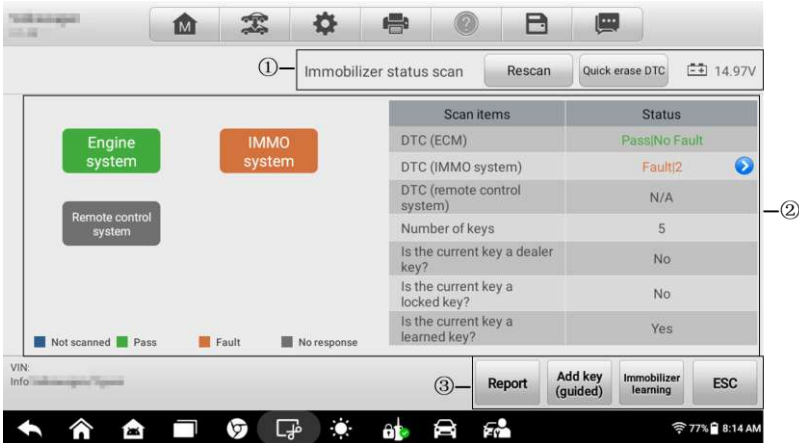 M
①
Immobilizer status scan
Rescan
Quick erase DTC
14.97V
Scan items
Status
Engine
system
IMMO
system
DTC (ECM)
Pass|No Fault
DTC (IMMO system)
Fault|2
DTC (remote control
system)
N/A
Remote control
system
②
Number of keys
5
Is the current key a dealer
key?
No
Is the current key a
locked key?
No
Is the current key a
learned key?
Yes
Not scanned
Pass
Fault
No response
VIN:
Info
③
Report
Add key
(guided)
Immobilizer
learning
ESC
77%
8:14 AM